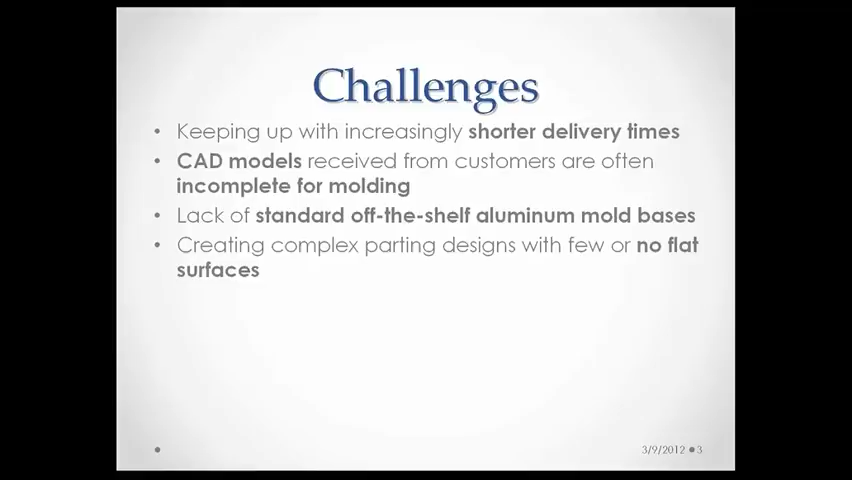 Challenges
• Keeping up with increasingly shorter delivery times
• CAD models received from customers are often
incomplete for molding
• Lack of standard off-the-shelf aluminum mold bases
• Creating complex parting designs with few or no flat
surfaces
3/9/2012 • 3